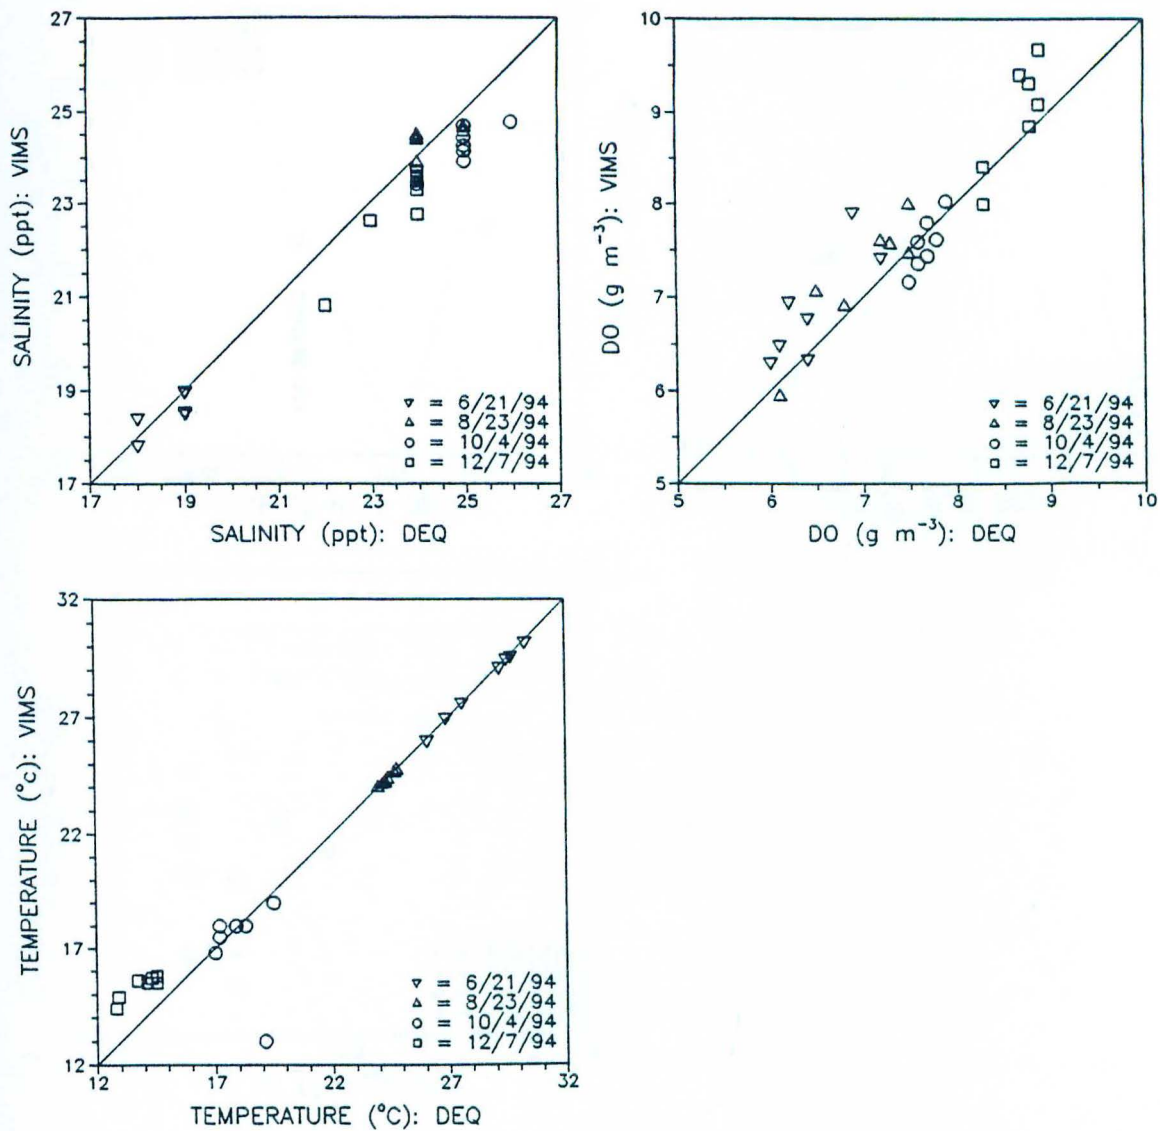 27
25
23
21
19
17
SALINITY (ppt): VIMS
▽ = 6/21/94
△ = 8/23/94
○ = 10/4/94
□ = 12/7/94
17 19 21 23 25 27
SALINITY (ppt): DEQ
10
9
8
7
6
5
DO (g m⁻³): VIMS
▽ = 6/21/94
△ = 8/23/94
○ = 10/4/94
□ = 12/7/94
5 6 7 8 9 10
DO (g m⁻³): DEQ
32
27
22
17
12
TEMPERATURE (°c): VIMS
▽ = 6/21/94
△ = 8/23/94
○ = 10/4/94
□ = 12/7/94
12 17 22 27 32
TEMPERATURE (°C): DEQ